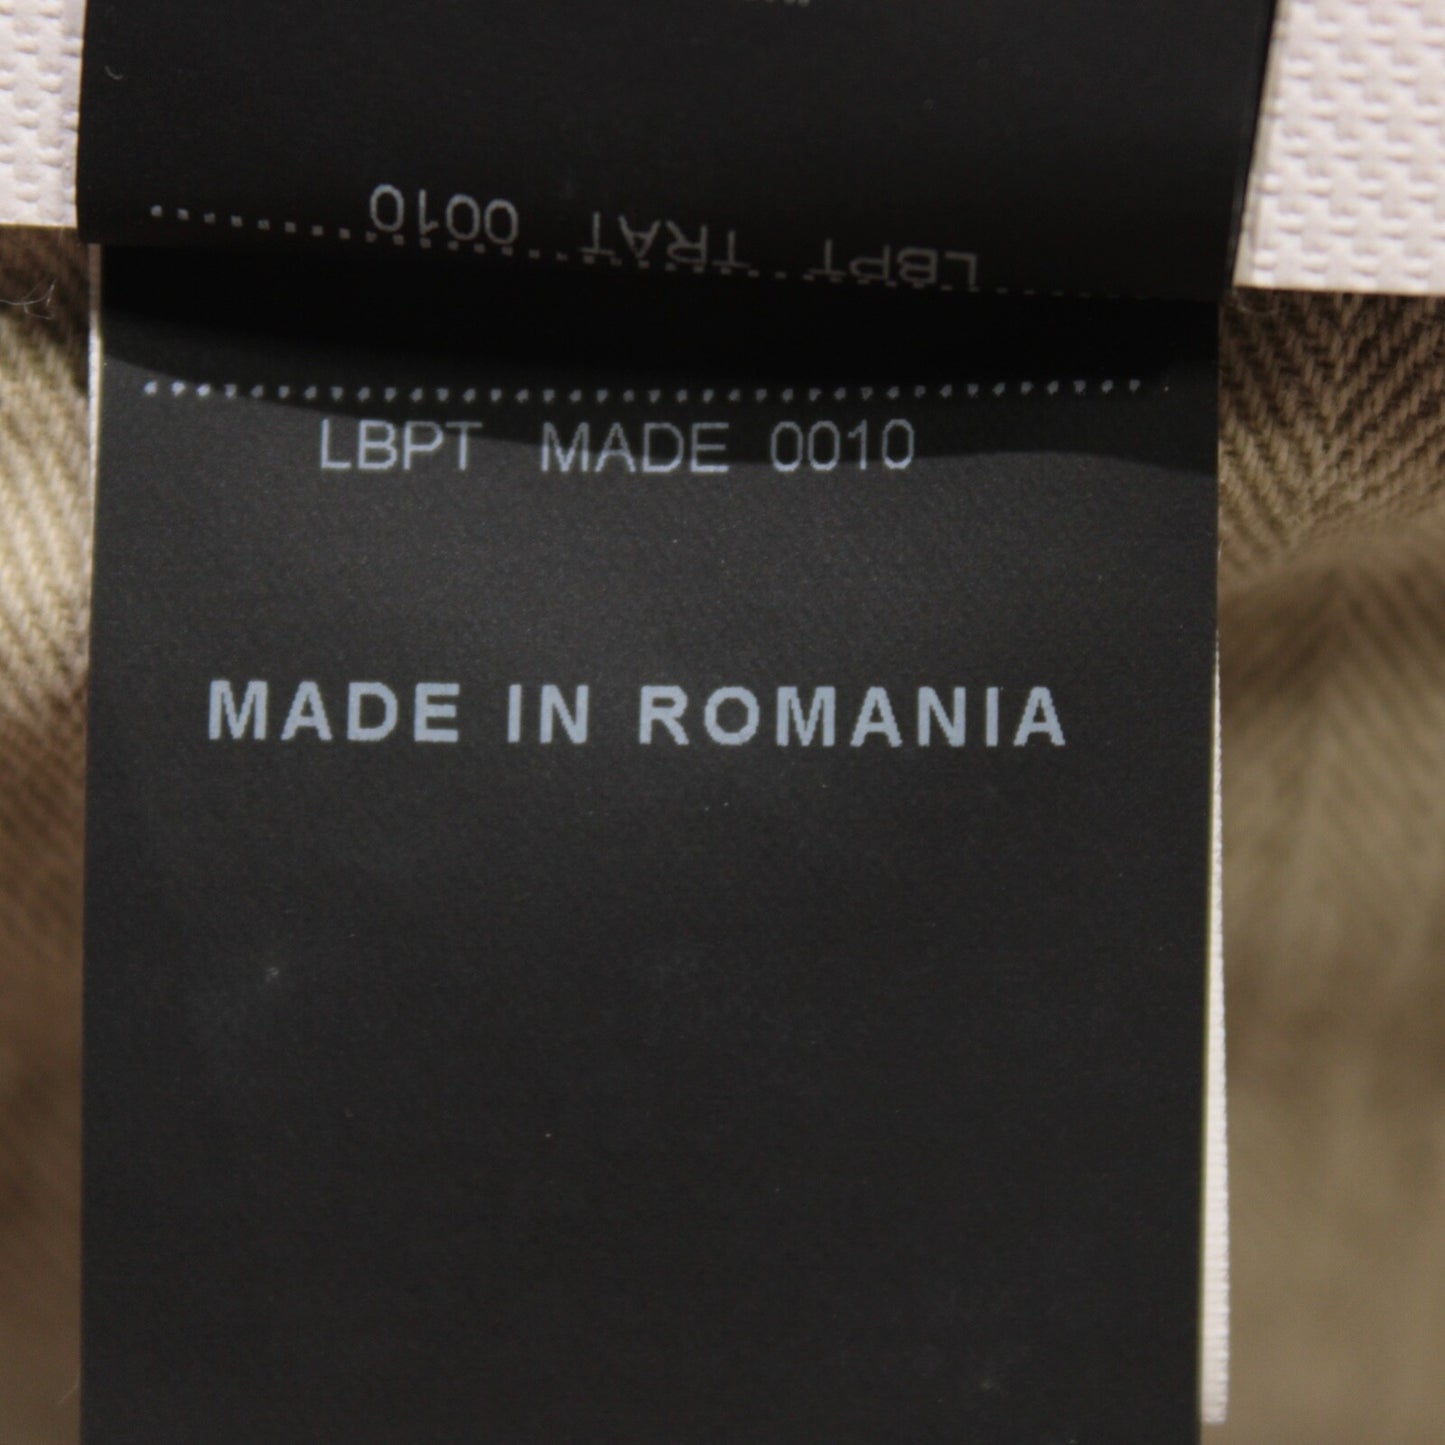 LBPT TRAT 0010
LBPT MADE 0010
MADE IN ROMANIA